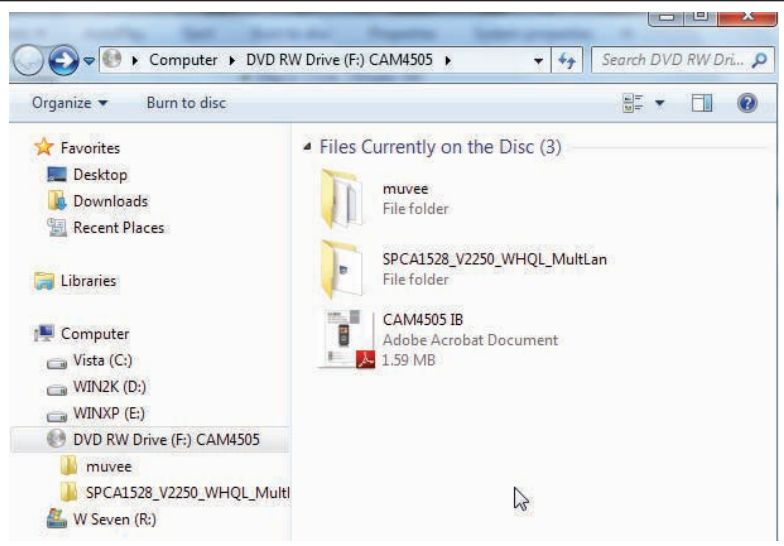 Computer ▸ DVD RW Drive (F:) CAM4505 ▸
Search DVD RW Dri...
Organize
Burn to disc
Favorites
Desktop
Downloads
Recent Places
Libraries
Computer
Vista (C:)
WIN2K (D:)
WINXP (E:)
DVD RW Drive (F:) CAM4505
muvee
SPCA1528_V2250_WHQL_Multl
W Seven (R:)
Files Currently on the Disc (3)
muvee
File folder
SPCA1528_V2250_WHQL_MultLan
File folder
CAM4505 IB
Adobe Acrobat Document
1.59 MB